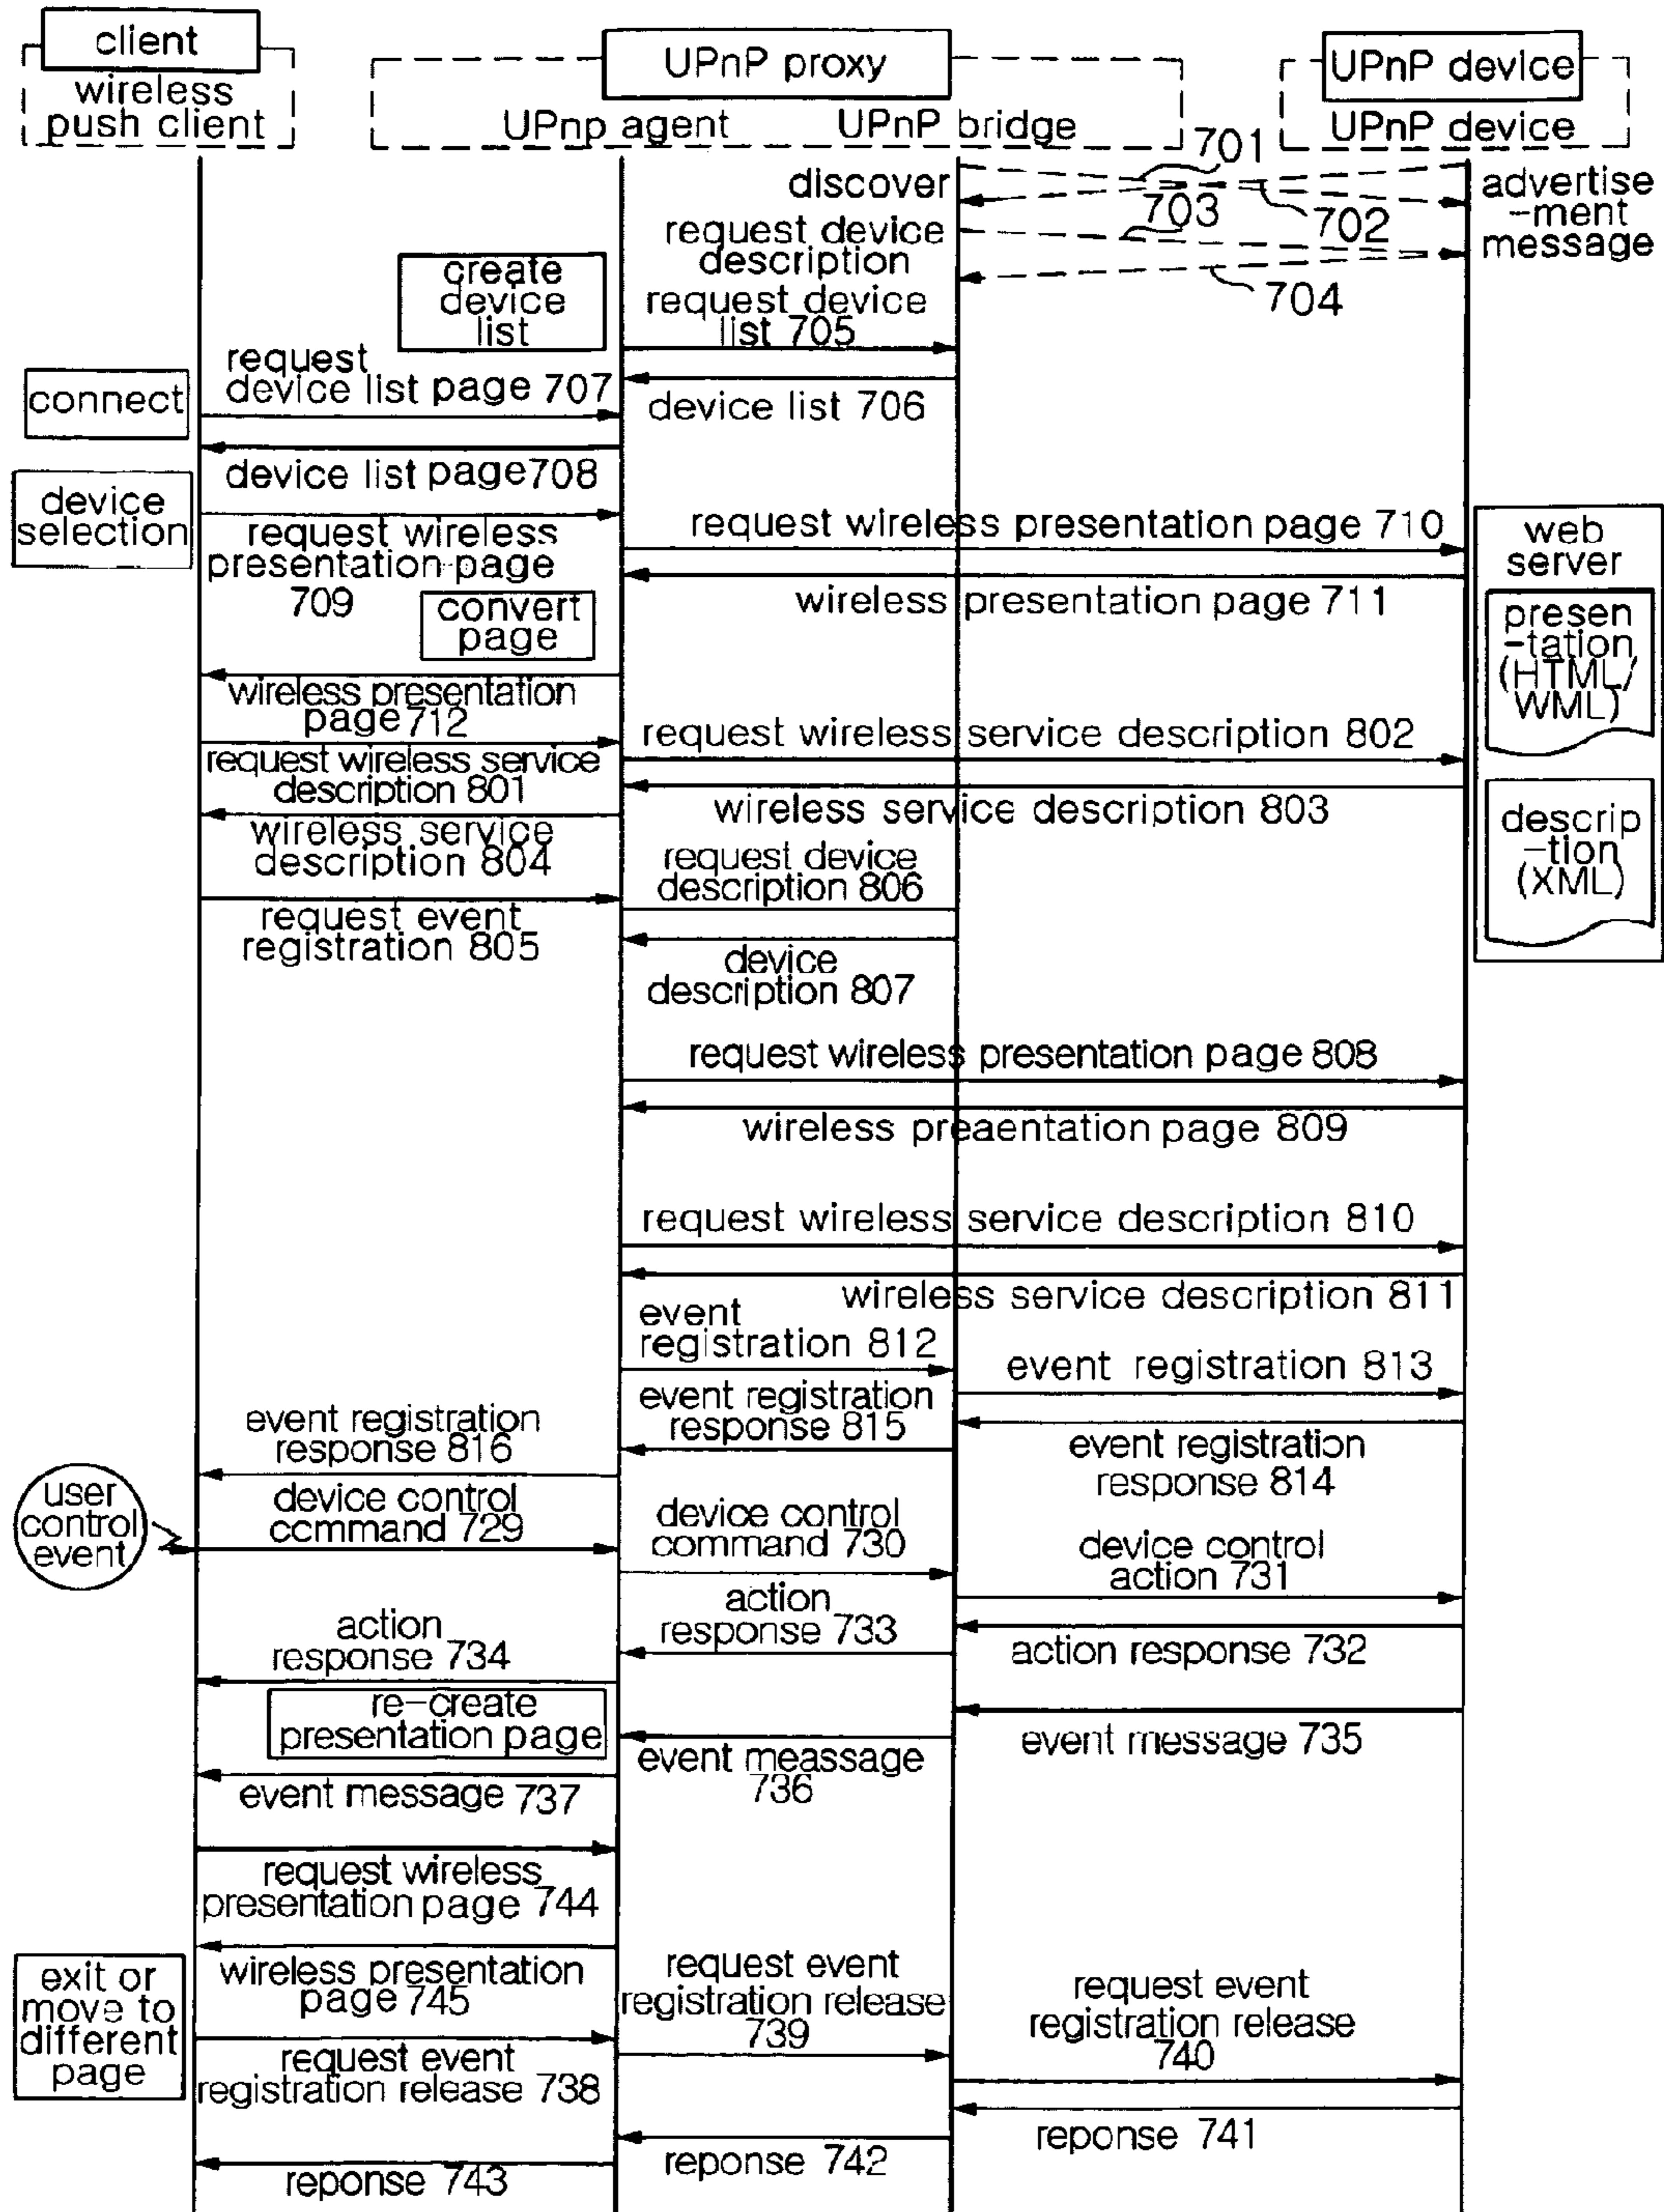 client
wireless
push client
UPnP proxy
UPnp agent
UPnP bridge
UPnP device
UPnP device
701
discover
advertise
-ment
message
703
702
request device
description
704
create
device
list
request device
list 705
request
device list page 707
connect
device list 706
device list page708
device
selection
request wireless
presentation page
709
request wireless presentation page 710
web
server
wireless presentation page 711
convert
page
presen
-tation
(HTML/
WML)
wireless presentation
page712
request wireless service description 802
request wireless service
description 801
wireless service description 803
descrip
-tion
(XML)
wireless service
description 804
request device
description 806
request event
registration 805
device
description 807
request wireless presentation page 808
wireless preaentation page 809
request wireless service description 810
wireless service description 811
event
registration 812
event registration 813
event registration
response 815
event registration
response 816
event registration
response 814
user
control
event
device control
command 729
device control
command 730
device control
action 731
action
response 733
action
response 734
action response 732
re-create
presentation page
event message 735
event meassage
736
event message 737
request wireless
presentation page 744
wireless presentation
page745
exit or
move to
different
page
request event
registration release
739
request event
registration release
740
request event
registration release 738
reponse 741
reponse 742
reponse 743